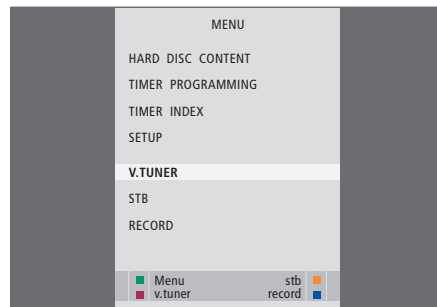 MENU
HARD DISC CONTENT
TIMER PROGRAMMING
TIMER INDEX
SETUP
V.TUNER
STB
RECORD
Menu stb
v.tuner record